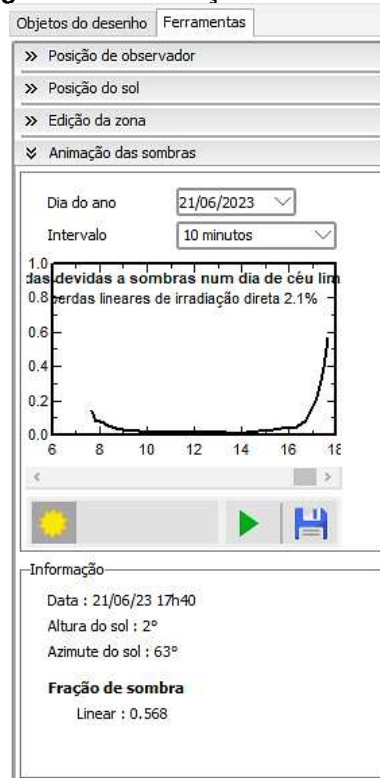 Objetos do desenho Ferramentas
Posição de observador
Posição do sol
Edição da zona
Animação das sombras
Dia do ano 21/06/2023
Intervalo 10 minutos
das devidas a sombras num dia de céu lim
perdas lineares de irradiação direta 2.1%
1.0
0.8
0.6
0.4
0.2
0.0
6 8 10 12 14 16 18
Informação
Data : 21/06/23 17h40
Altura do sol : 2°
Azimute do sol : 63°
Fração de sombra
Linear : 0.568